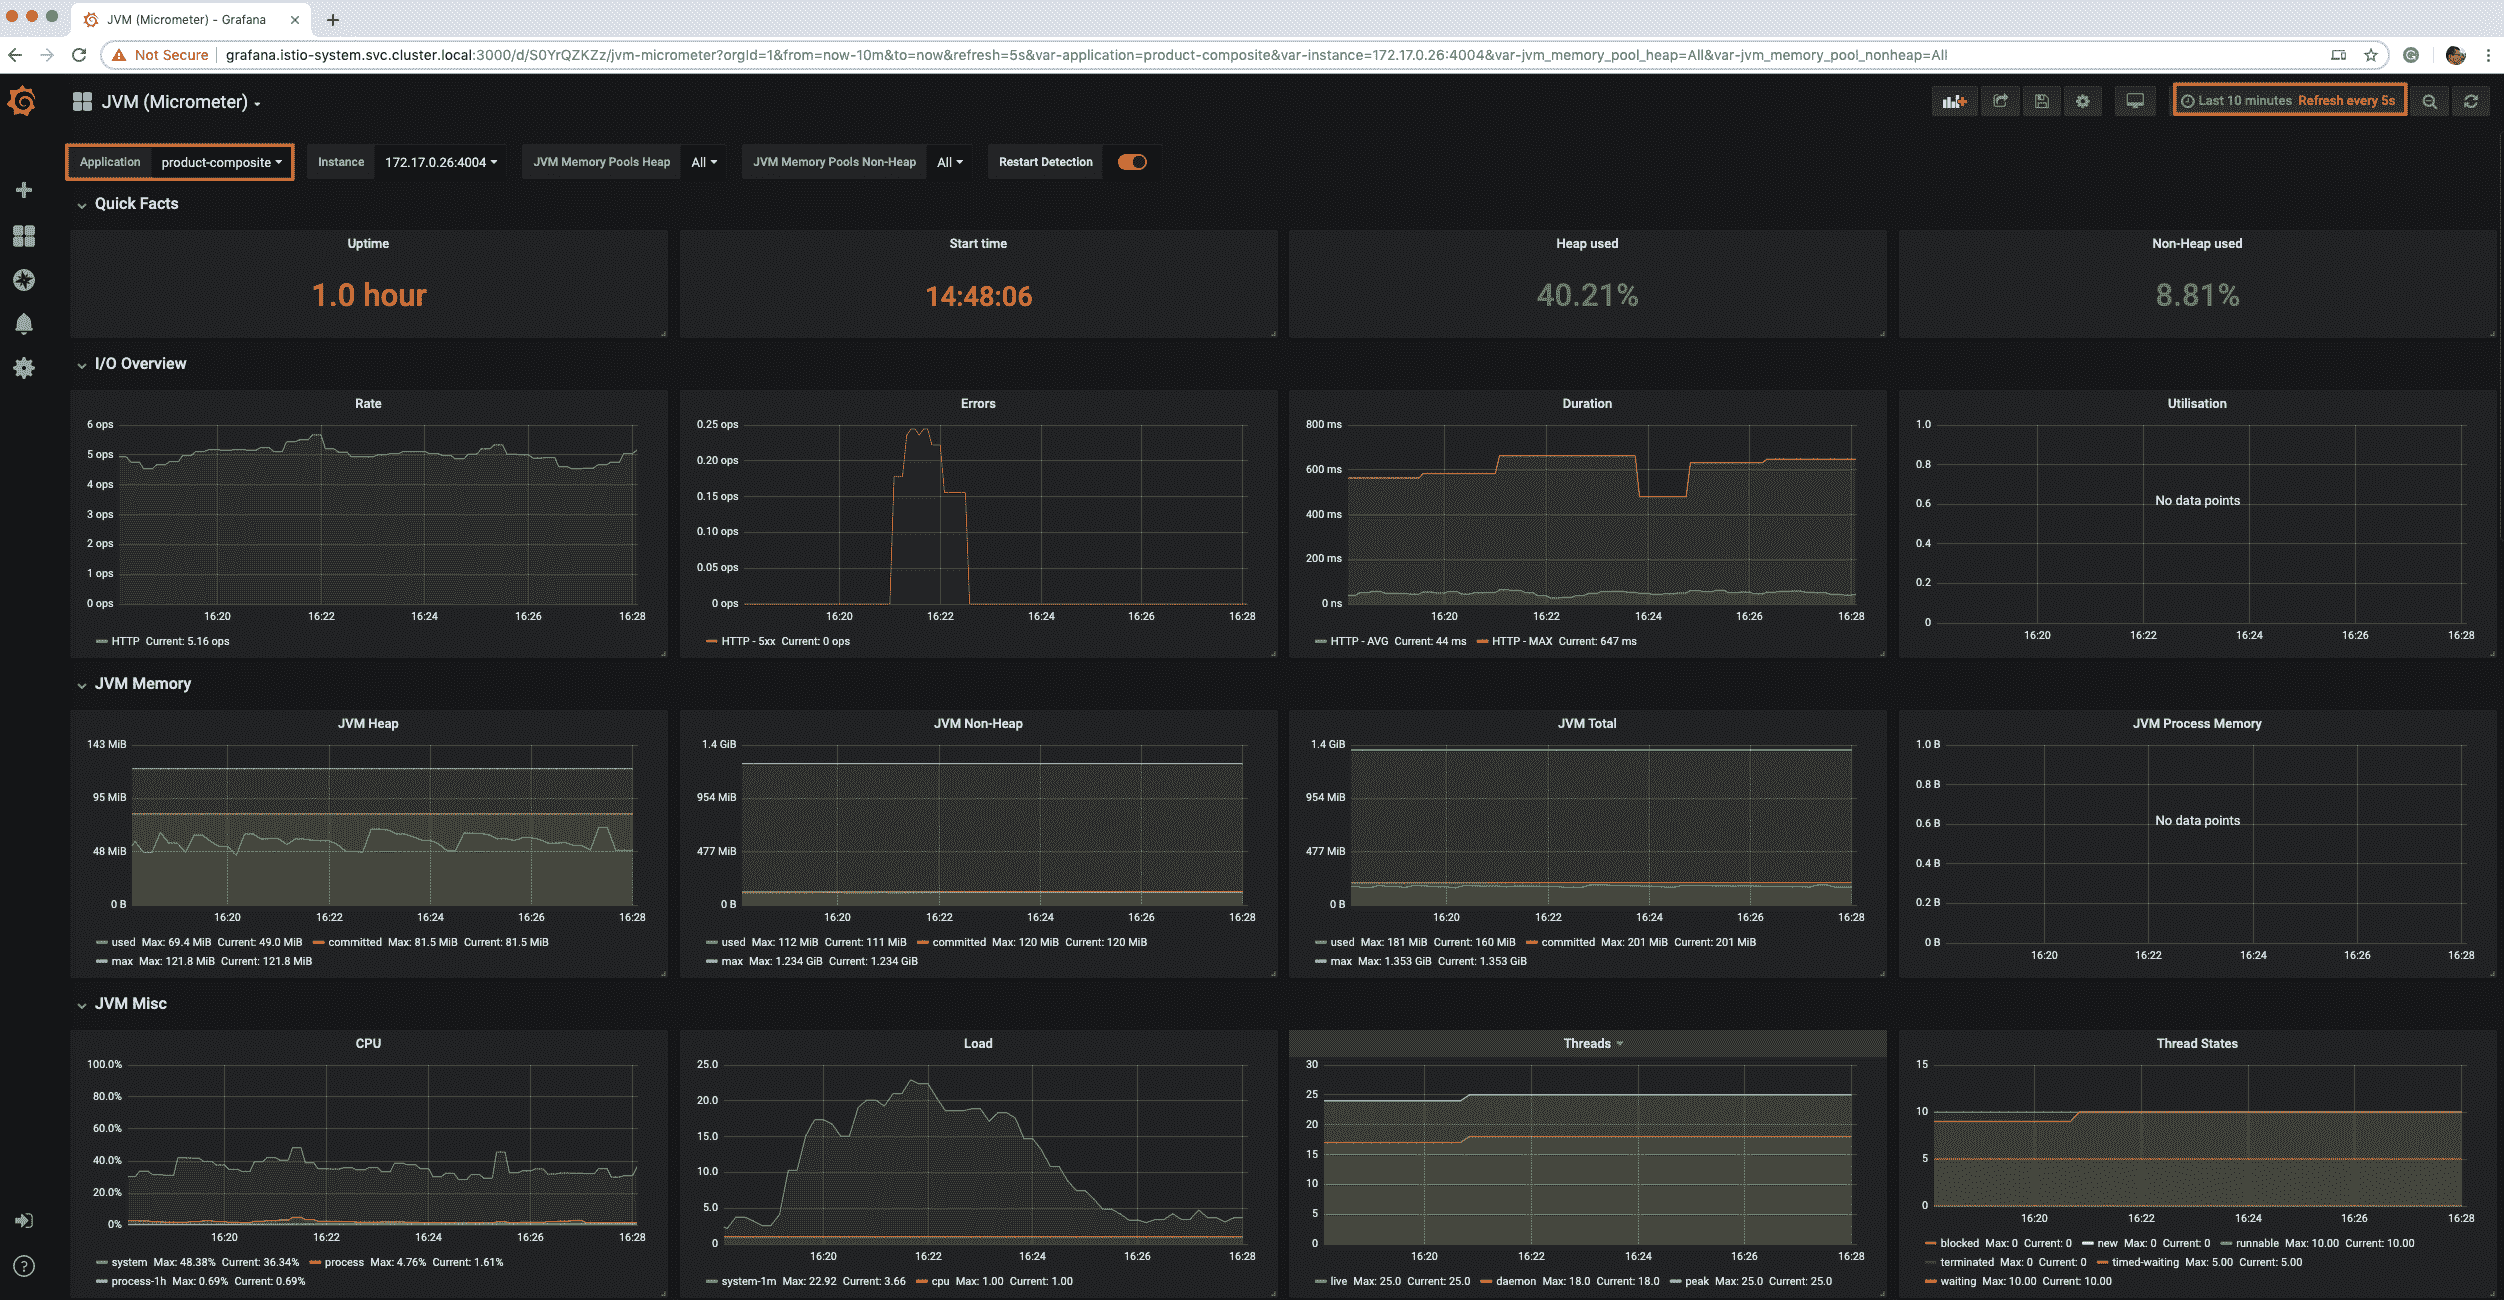 JVM (Micrometer) - Grafana
Not Secure grafana.istio-system.svc.cluster.local:3000/d/S0YrQZKZz/jvm-micrometer?orgId=1&from=now-10m&to=now&refresh=5s&var-application=product-composite&var-instance=172.17.0.26:4004&var-jvm_memory_pool_heap=All&var-jvm_memory_pool_nonheap=All
JVM (Micrometer)
Last 10 minutes Refresh every 5s
Application product-composite Instance 172.17.0.26:4004 JVM Memory Pools Heap All JVM Memory Pools Non-Heap All Restart Detection
Quick Facts
Uptime
1.0 hour
Start time
14:48:06
Heap used
40.21%
Non-Heap used
8.81%
I/O Overview
Rate
6 ops
5 ops
4 ops
3 ops
2 ops
1 ops
0 ops
16:20 16:22 16:24 16:26 16:28
HTTP Current: 5.16 ops
Errors
0.25 ops
0.20 ops
0.15 ops
0.10 ops
0.05 ops
0 ops
16:20 16:22 16:24 16:26 16:28
HTTP - 5xx Current: 0 ops
Duration
800 ms
600 ms
400 ms
200 ms
0 ns
16:20 16:22 16:24 16:26 16:28
HTTP - AVG Current: 44 ms HTTP - MAX Current: 647 ms
Utilisation
1.0
0.8
0.6
0.4
0.2
0
No data points
16:20 16:22 16:24 16:26 16:28
JVM Memory
JVM Heap
143 MiB
95 MiB
48 MiB
0 B
16:20 16:22 16:24 16:26 16:28
used Max: 69.4 MiB Current: 49.0 MiB committed Max: 81.5 MiB Current: 81.5 MiB
max Max: 121.8 MiB Current: 121.8 MiB
JVM Non-Heap
1.4 GiB
954 MiB
477 MiB
0 B
16:20 16:22 16:24 16:26 16:28
used Max: 112 MiB Current: 111 MiB committed Max: 120 MiB Current: 120 MiB
max Max: 1.234 GiB Current: 1.234 GiB
JVM Total
1.4 GiB
954 MiB
477 MiB
0 B
16:20 16:22 16:24 16:26 16:28
used Max: 181 MiB Current: 160 MiB committed Max: 201 MiB Current: 201 MiB
max Max: 1.353 GiB Current: 1.353 GiB
JVM Process Memory
1.0 B
0.8 B
0.6 B
0.4 B
0.2 B
0 B
No data points
16:20 16:22 16:24 16:26 16:28
JVM Misc
CPU
100.0%
80.0%
60.0%
40.0%
20.0%
0%
16:20 16:22 16:24 16:26 16:28
system Max: 48.38% Current: 36.34% process Max: 4.76% Current: 1.61%
process-1h Max: 0.69% Current: 0.69%
Load
25.0
20.0
15.0
10.0
5.0
0
16:20 16:22 16:24 16:26 16:28
system-1m Max: 22.92 Current: 3.66 cpu Max: 1.00 Current: 1.00
Threads
30
25
20
15
10
5
0
16:20 16:22 16:24 16:26 16:28
live Max: 25.0 Current: 25.0 daemon Max: 18.0 Current: 18.0 peak Max: 25.0 Current: 25.0
Thread States
15
10
5
0
16:20 16:22 16:24 16:26 16:28
blocked Max: 0 Current: 0 new Max: 0 Current: 0 runnable Max: 10.00 Current: 10.00
terminated Max: 0 Current: 0 timed-waiting Max: 5.00 Current: 5.00
waiting Max: 10.00 Current: 10.00